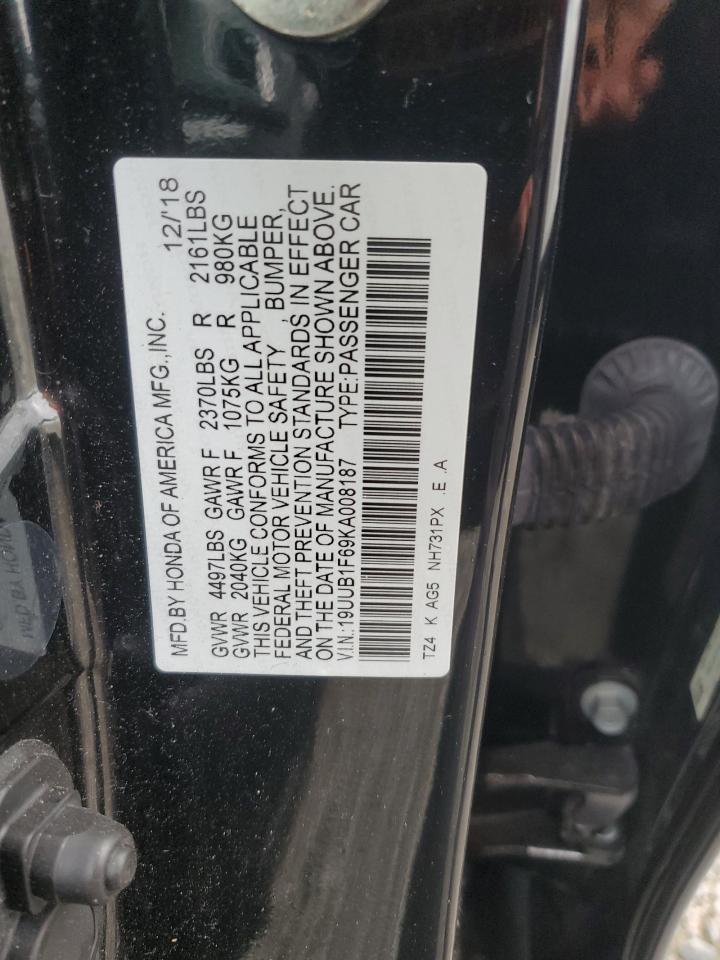 MFD.BY HONDA OF AMERICA MFG.,INC. 12/'18
GVWR 4497LBS GAWR F 2370LBS R 2161LBS
GVWR 2040KG GAWR F 1075KG R 980KG
THIS VEHICLE CONFORMS TO ALL APPLICABLE
FEDERAL MOTOR VEHICLE SAFETY ,BUMPER,
AND THEFT PREVENTION STANDARDS IN EFFECT
ON THE DATE OF MANUFACTURE SHOWN ABOVE.
V.I.N.:19UUB1F69KA008187 TYPE:PASSENGER CAR
TZ4 K AG5 NH731PX .E .A